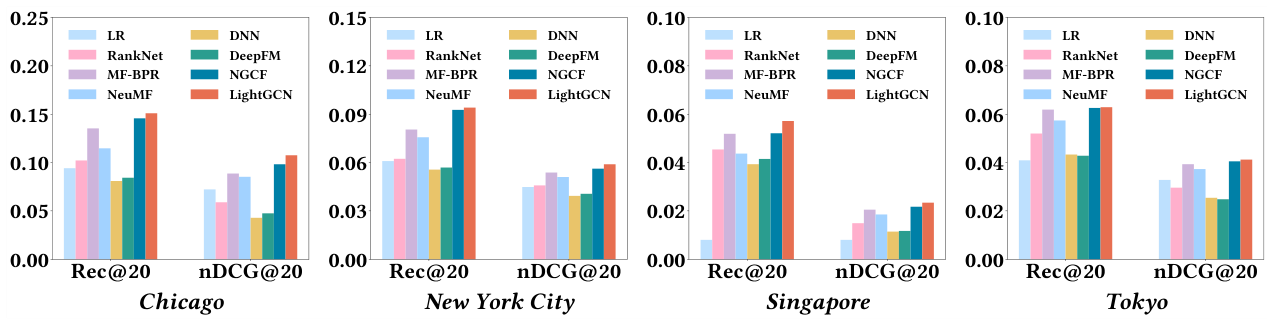 0.25
0.20
0.15
0.10
0.05
0.00
LR
RankNet
MF-BPR
NeuMF
DNN
DeepFM
NGCF
LightGCN
Rec@20
nDCG@20
Chicago
0.15
0.12
0.09
0.06
0.03
0.00
LR
RankNet
MF-BPR
NeuMF
DNN
DeepFM
NGCF
LightGCN
Rec@20
nDCG@20
New York City
0.10
0.08
0.06
0.04
0.02
0.00
LR
RankNet
MF-BPR
NeuMF
DNN
DeepFM
NGCF
LightGCN
Rec@20
nDCG@20
Singapore
0.10
0.08
0.06
0.04
0.02
0.00
LR
RankNet
MF-BPR
NeuMF
DNN
DeepFM
NGCF
LightGCN
Rec@20
nDCG@20
Tokyo